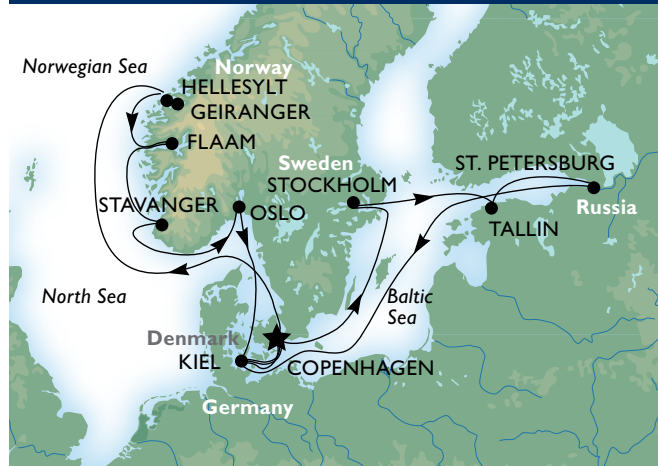 Norwegian Sea
Norway
HELLESYLT
GEIRANGER
FLAAM
Sweden
STOCKHOLM
ST. PETERSBURG
STAVANGER
OSLO
Russia
TALLIN
North Sea
Baltic
Sea
Denmark
KIEL
COPENHAGEN
Germany